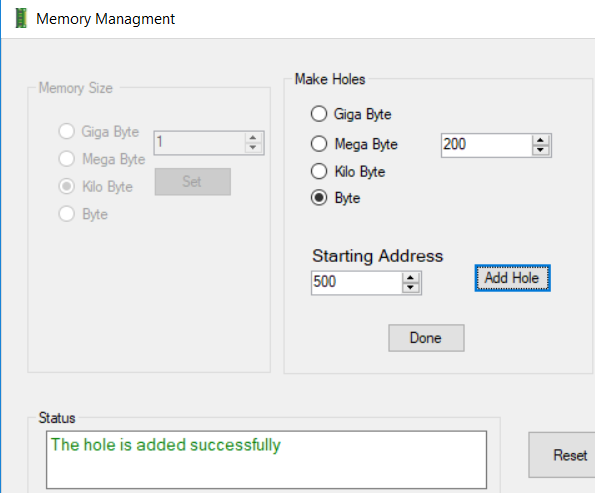 Memory Managment
Memory Size
Giga Byte
1
Mega Byte
Kilo Byte
Set
Byte
Make Holes
Giga Byte
Mega Byte
200
Kilo Byte
Byte
Starting Address
500
Add Hole
Done
Status
The hole is added successfully
Reset